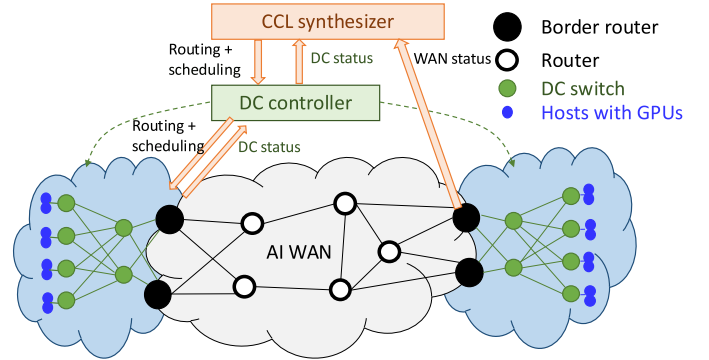 CCL synthesizer
Routing +
scheduling
DC status
WAN status
DC controller
Routing +
scheduling
DC status
AI WAN
Border router
Router
DC switch
Hosts with GPUs